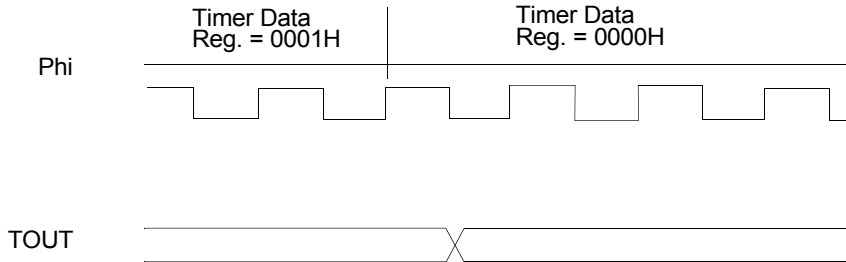 Timer Data
Reg. = 0001H
Timer Data
Reg. = 0000H
Phi
TOUT